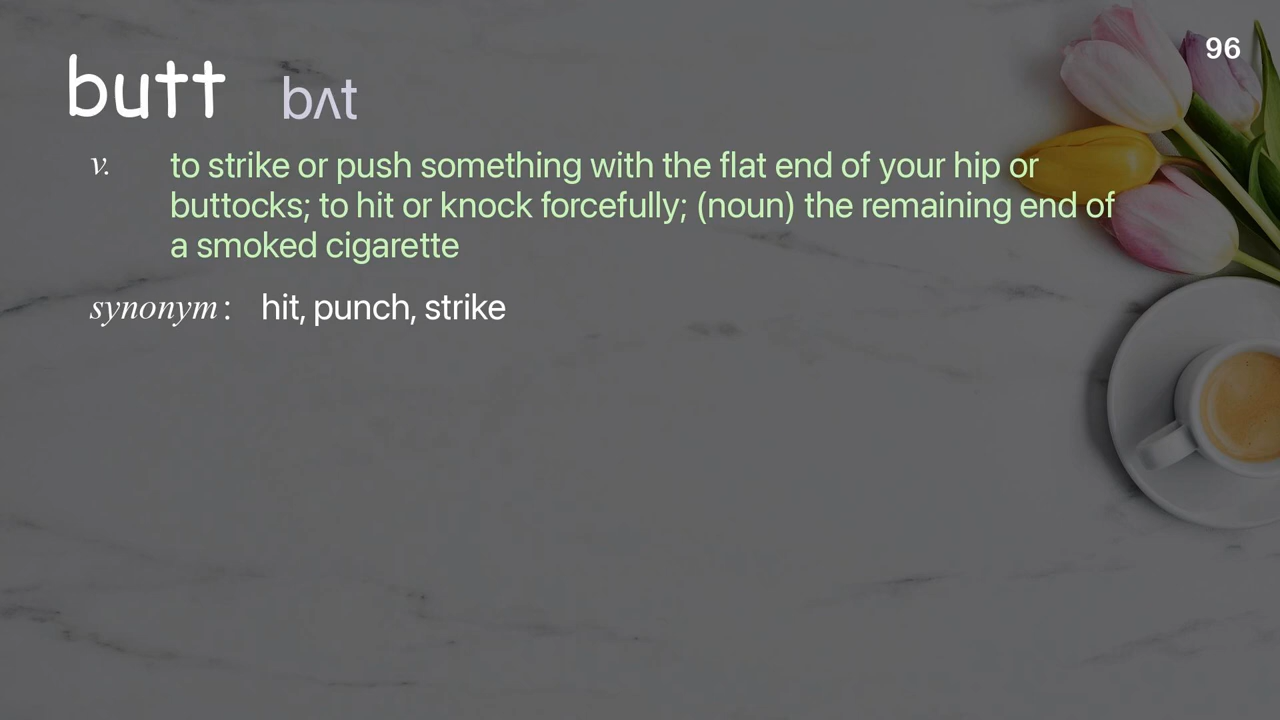 96
butt bʌt
v. to strike or push something with the flat end of your hip or
buttocks; to hit or knock forcefully; (noun) the remaining end of
a smoked cigarette
synonym: hit, punch, strike